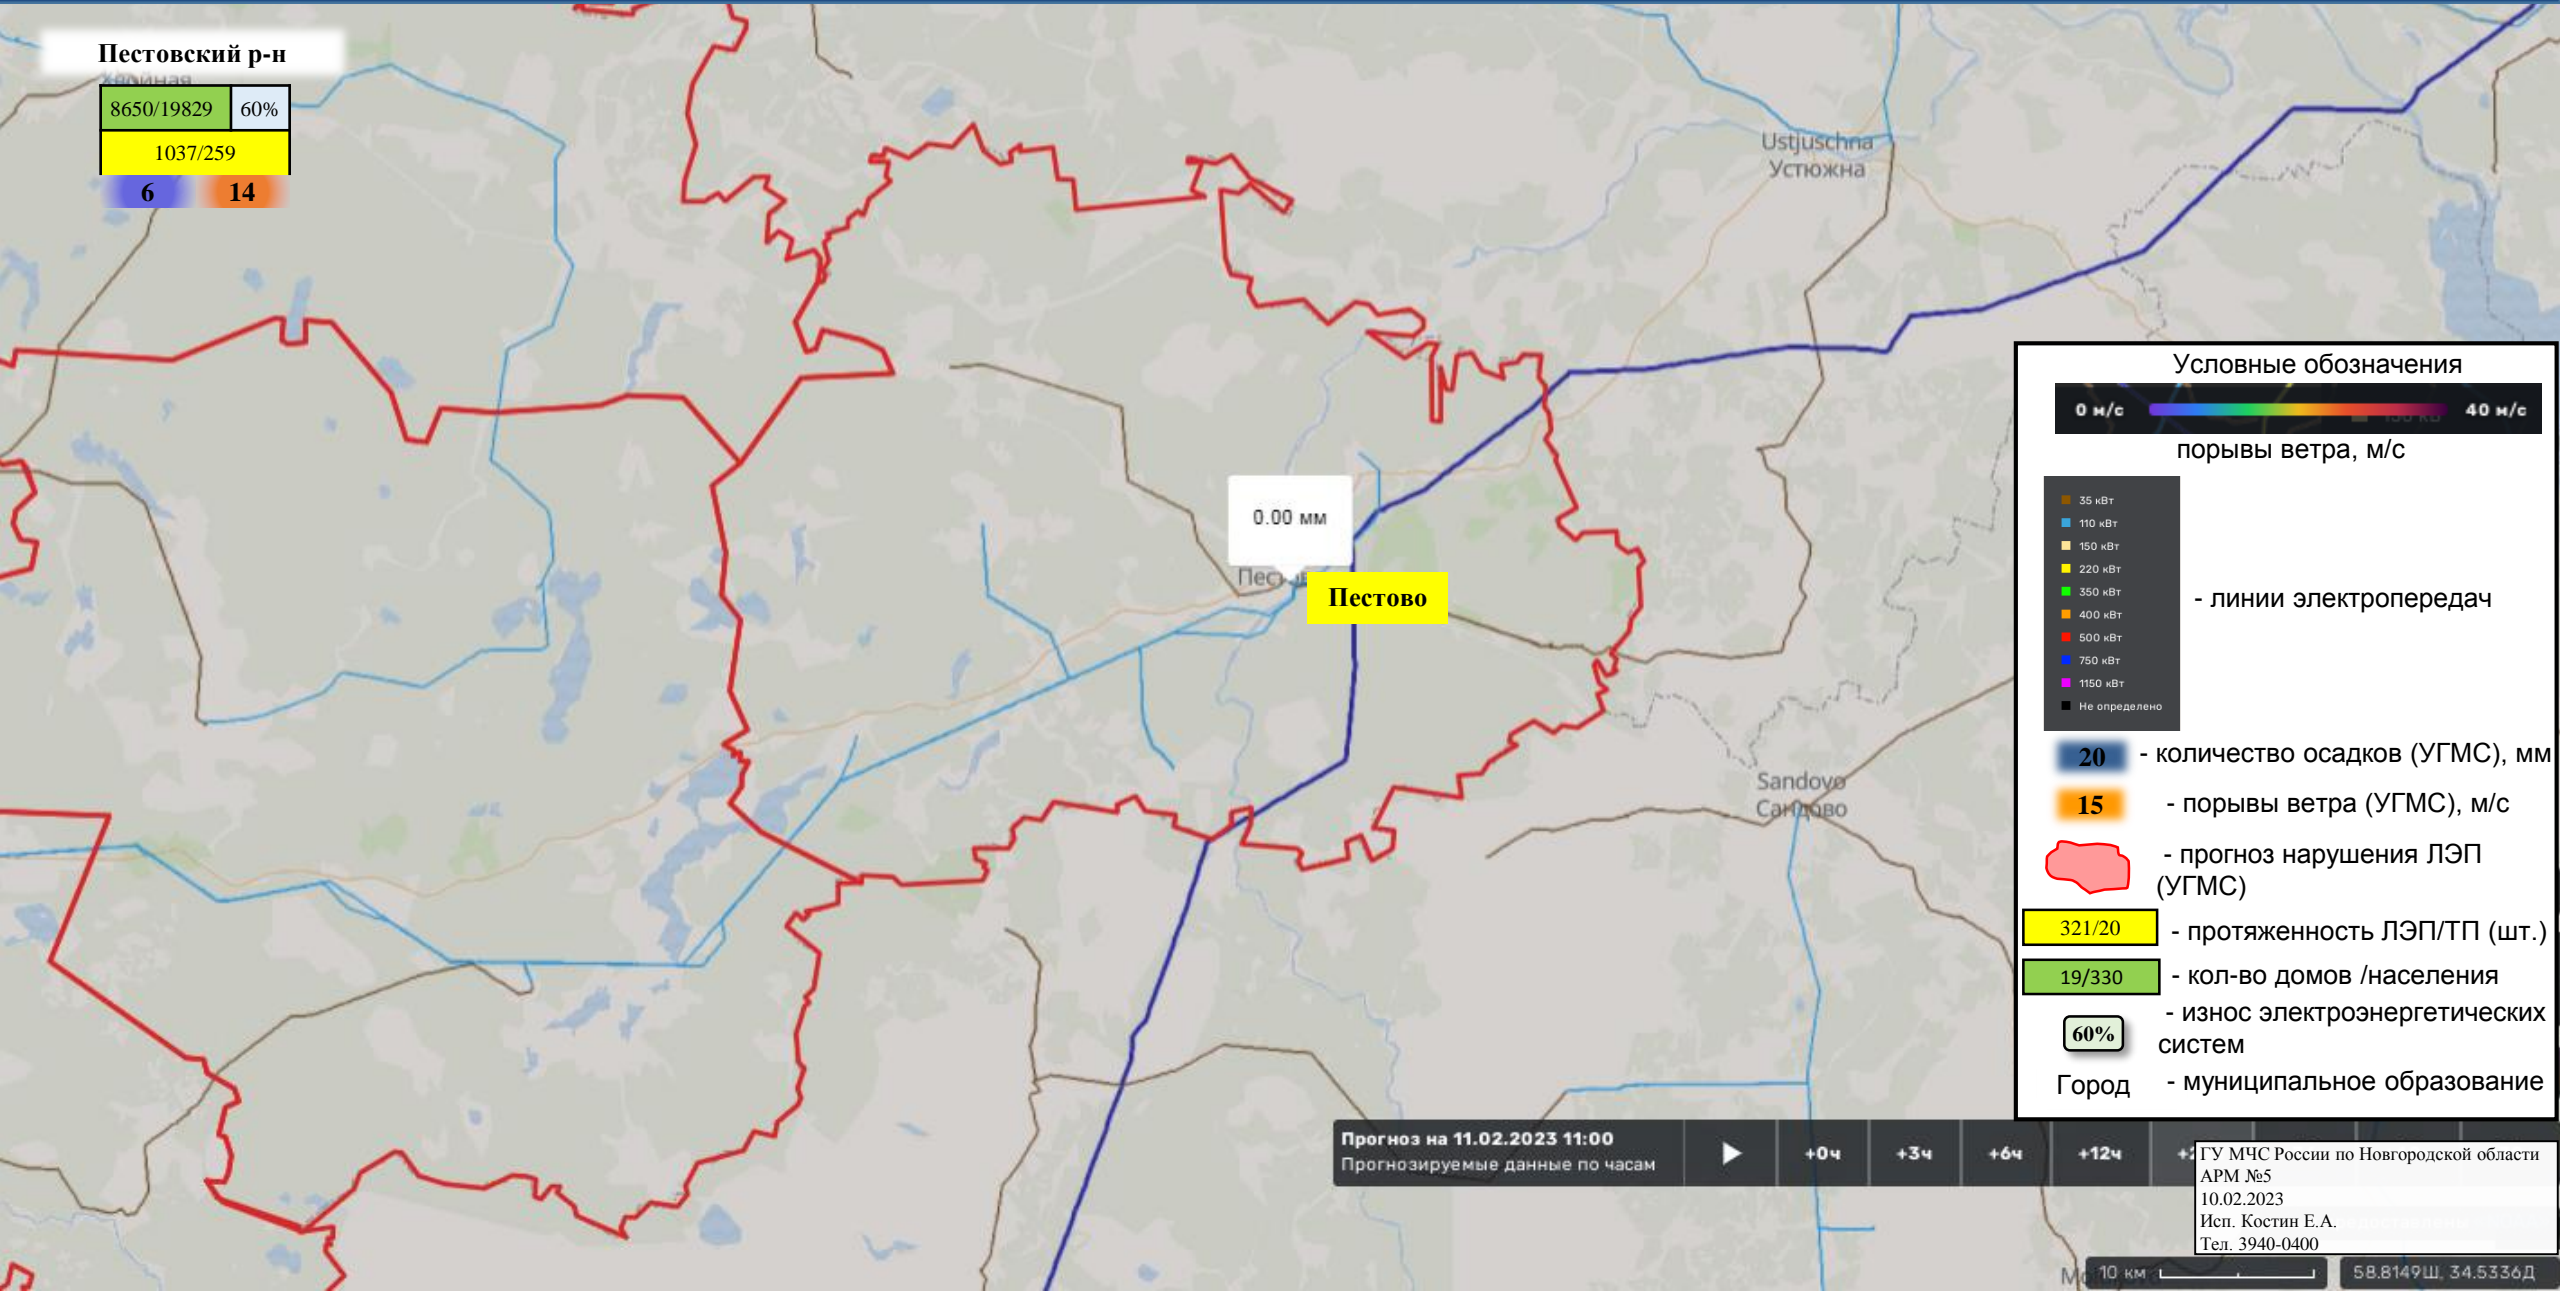 Пестовский р-н
Хвойная
8650/19829 60%
1037/259
6 14
Ustjuschna
Устюжна
0.00 мм
Пестово
Sandovo
Сандово
Условные обозначения
0 м/с 40 м/с
порывы ветра, м/с
35 кВт
110 кВт
150 кВт
220 кВт
350 кВт
400 кВт
500 кВт
750 кВт
1150 кВт
Не определено
- линии электропередач
20 - количество осадков (УГМС), мм
15 - порывы ветра (УГМС), м/с
- прогноз нарушения ЛЭП
(УГМС)
321/20 - протяженность ЛЭП/ТП (шт.)
19/330 - кол-во домов /населения
60% - износ электроэнергетических
систем
Город - муниципальное образование
Прогноз на 11.02.2023 11:00
Прогнозируемые данные по часам
+0ч +3ч +6ч +12ч
ГУ МЧС России по Новгородской области
АРМ №5
10.02.2023
Исп. Костин Е.А.
Тел. 3940-0400
10 км
58.8149Ш, 34.5336Д